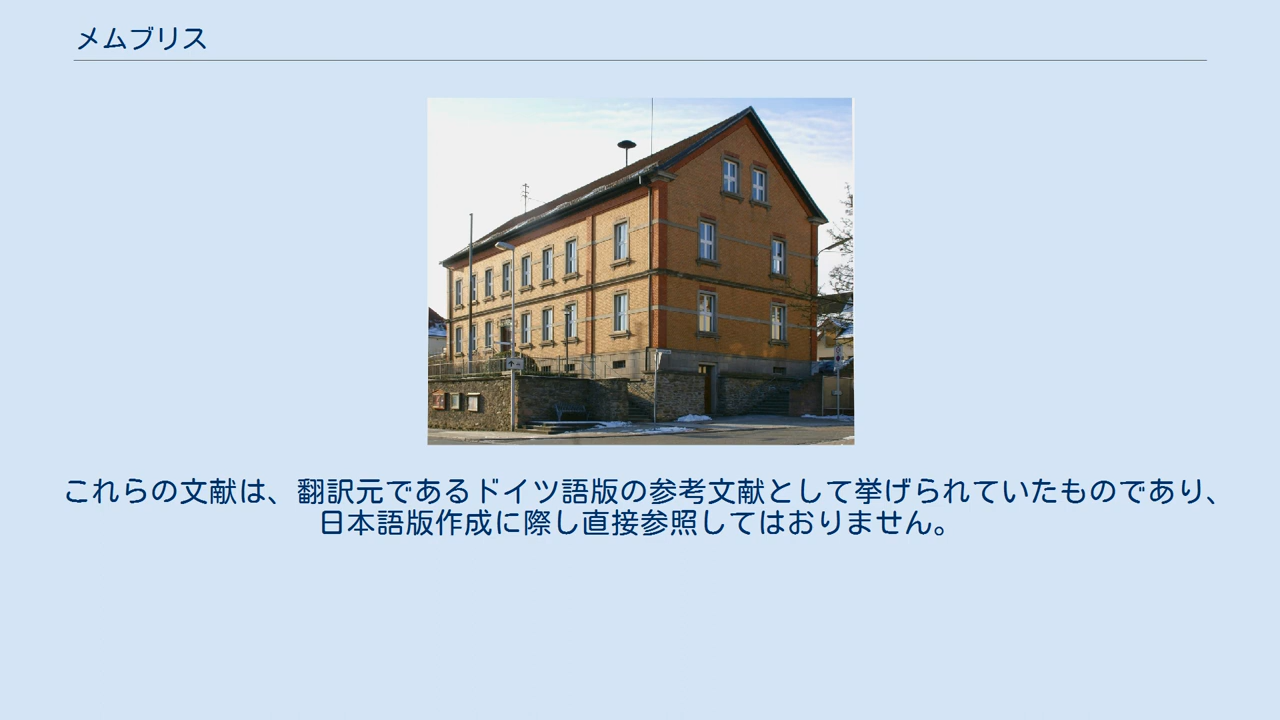 メムブリス
これらの文献は、翻訳元であるドイツ語版の参考文献として挙げられていたものであり、
日本語版作成に際し直接参照してはおりません。